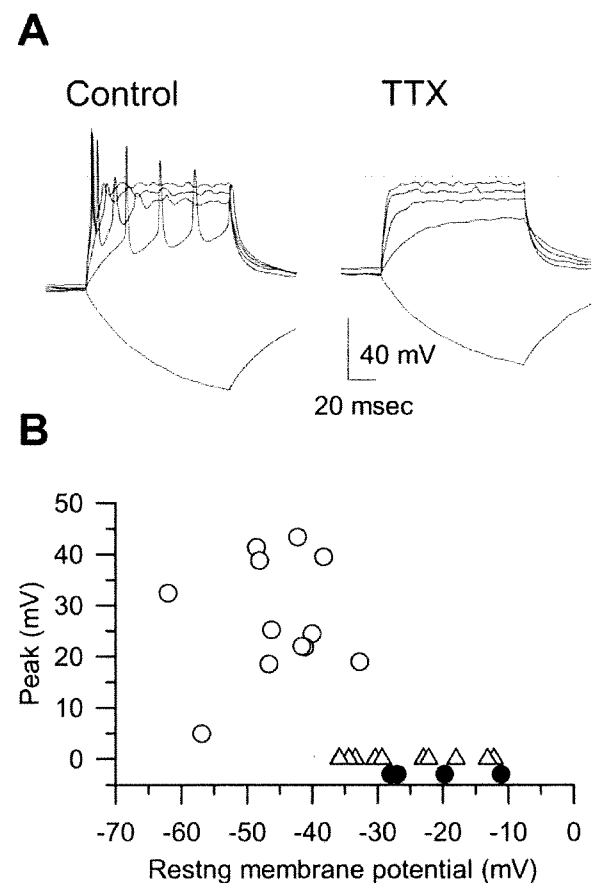 A
Control
TTX
40 mV
20 msec
B
Peak (mV)
50
40
30
20
10
0
-70 -60 -50 -40 -30 -20 -10 0
Restng membrane potential (mV)